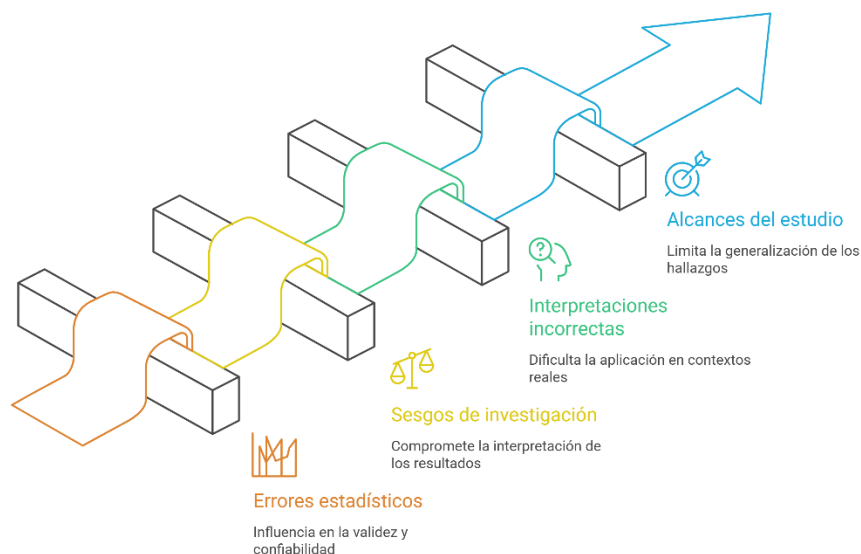 Alcances del estudio
Limita la generalización de los
hallazgos
Interpretaciones
incorrectas
Dificulta la aplicación en contextos
reales
Sesgos de investigación
Compromete la interpretación de
los resultados
Errores estadísticos
Influencia en la validez y
confiabilidad